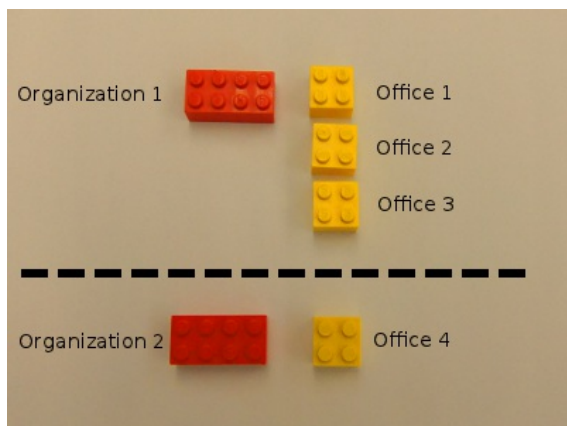 Organization 1
Office 1
Office 2
Office 3
Organization 2
Office 4